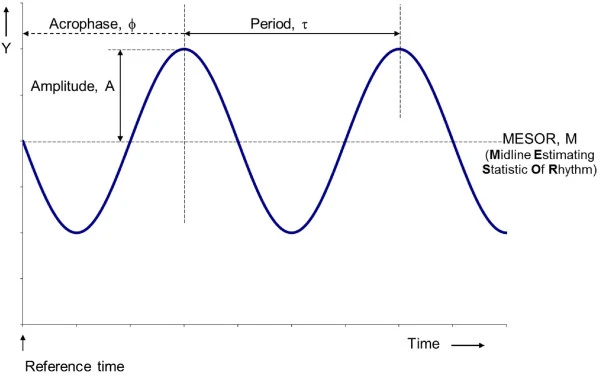 Acrophase, ϕ
Period, τ
Y
Amplitude, A
MESOR, M
(Midline Estimating
Statistic Of Rhythm)
Time
Reference time